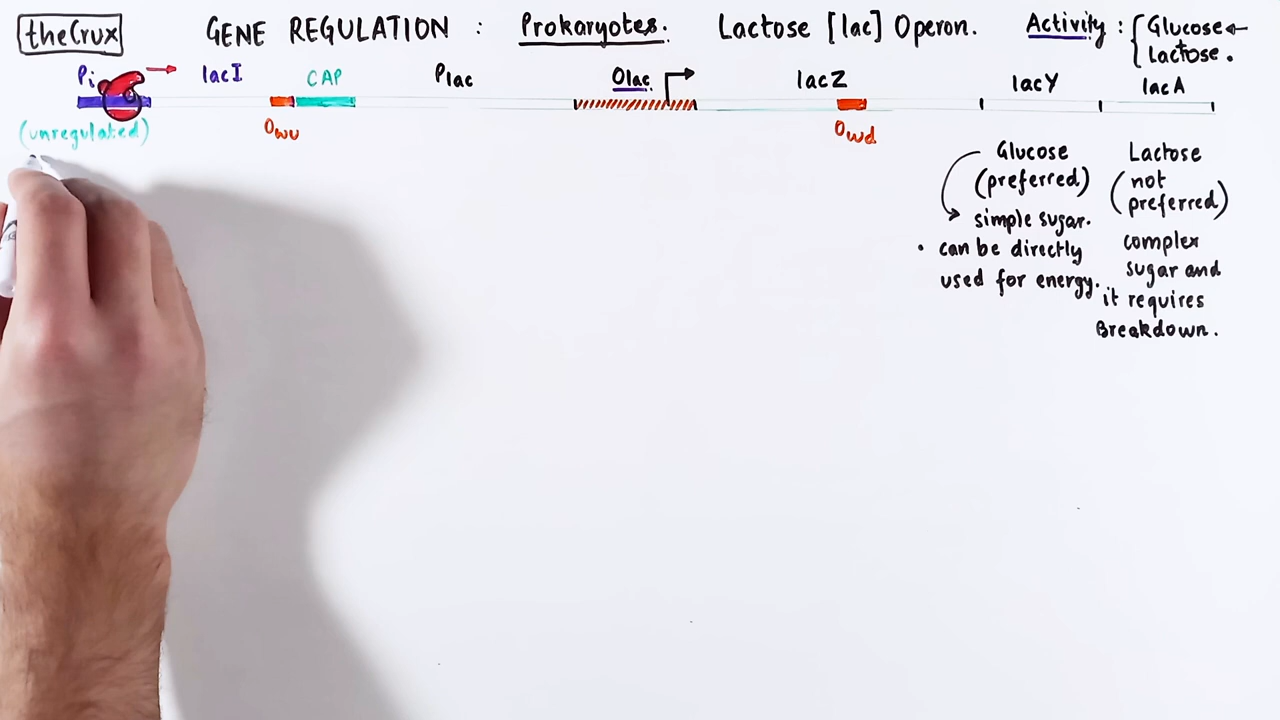 theCrux
GENE REGULATION : Prokaryotes. Lactose [lac] Operon. Activity : { Glucose ←
Lactose.
Pi lacI CAP Plac Olac lacZ lacY lacA
(unregulated) Owu Owd
Glucose
(preferred)
simple sugar.
• can be directly
used for energy.
Lactose
(not
preferred)
complex
sugar and
it requires
Breakdown.